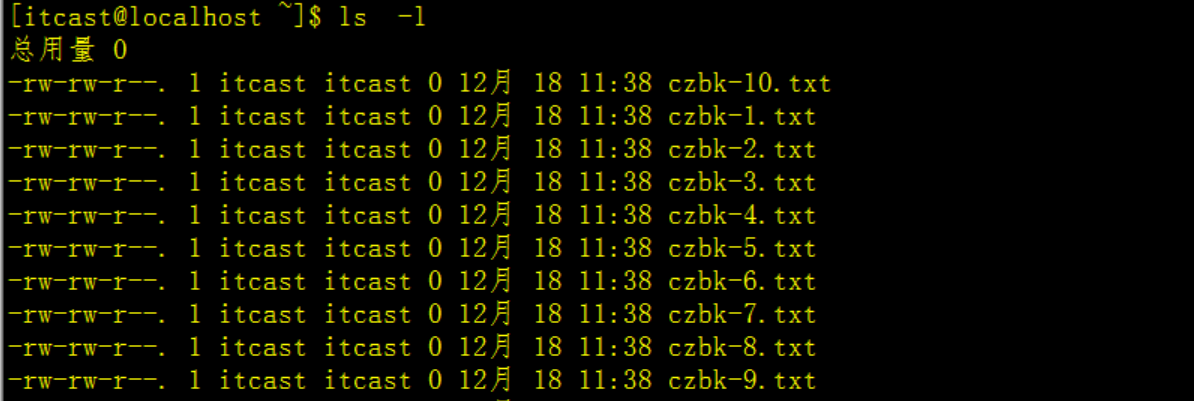 [itcast@localhost ~]$ ls  -l
总用量 0
-rw-rw-r--. 1 itcast itcast 0 12月  18 11:38 czbk-10.txt
-rw-rw-r--. 1 itcast itcast 0 12月  18 11:38 czbk-1.txt
-rw-rw-r--. 1 itcast itcast 0 12月  18 11:38 czbk-2.txt
-rw-rw-r--. 1 itcast itcast 0 12月  18 11:38 czbk-3.txt
-rw-rw-r--. 1 itcast itcast 0 12月  18 11:38 czbk-4.txt
-rw-rw-r--. 1 itcast itcast 0 12月  18 11:38 czbk-5.txt
-rw-rw-r--. 1 itcast itcast 0 12月  18 11:38 czbk-6.txt
-rw-rw-r--. 1 itcast itcast 0 12月  18 11:38 czbk-7.txt
-rw-rw-r--. 1 itcast itcast 0 12月  18 11:38 czbk-8.txt
-rw-rw-r--. 1 itcast itcast 0 12月  18 11:38 czbk-9.txt